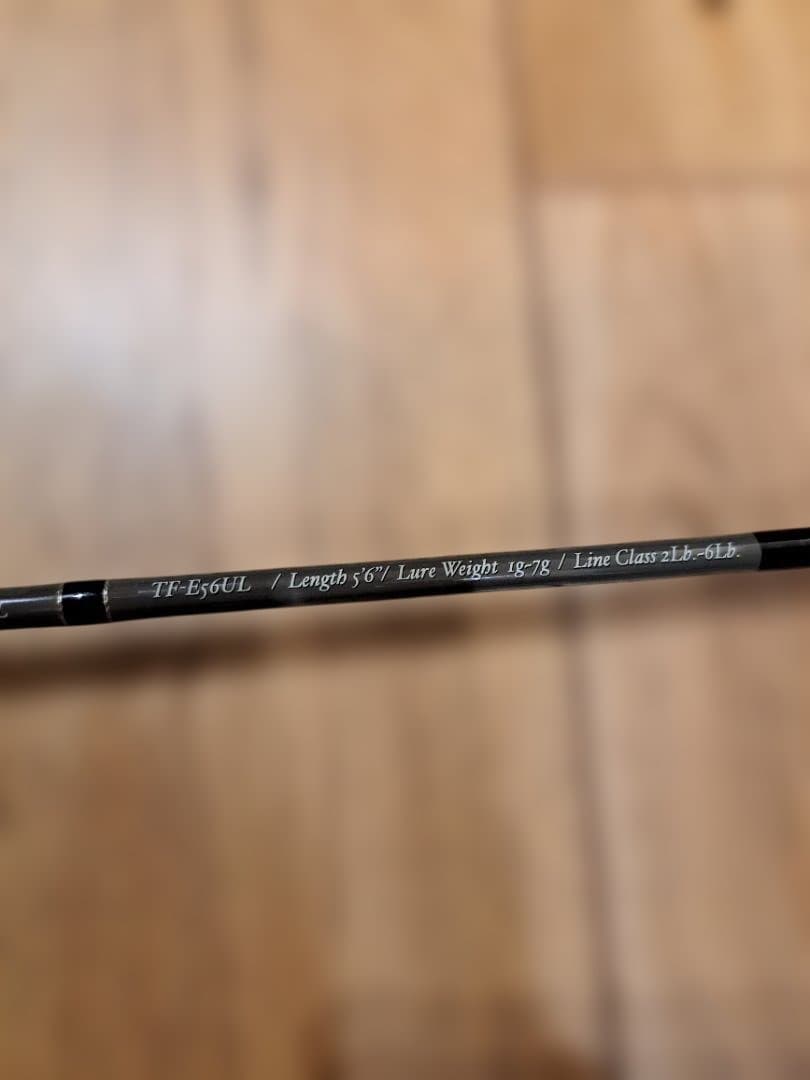 TF-E56UL / Length 5'6"/ Lure Weight 1g~7g / Line Class 2Lb.~6Lb.